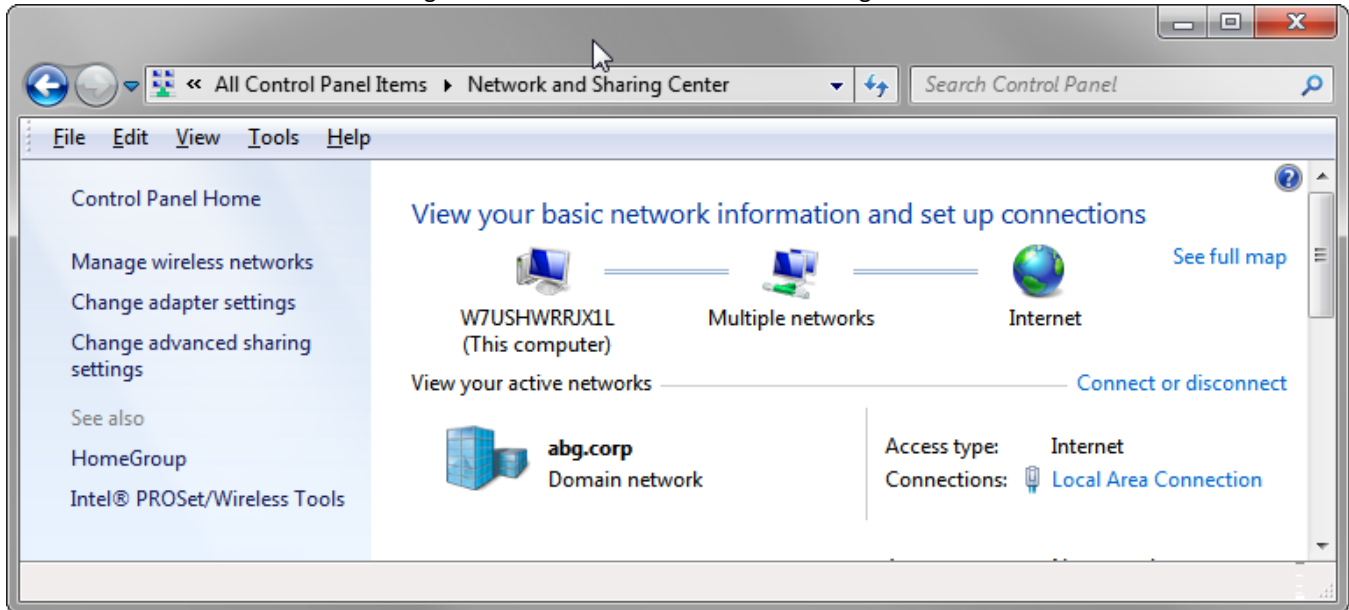 « All Control Panel Items ▸ Network and Sharing Center
Search Control Panel
File Edit View Tools Help
Control Panel Home
Manage wireless networks
Change adapter settings
Change advanced sharing
settings
See also
HomeGroup
Intel® PROSet/Wireless Tools
View your basic network information and set up connections
See full map
W7USHWRRJX1L
(This computer)
Multiple networks
Internet
View your active networks
Connect or disconnect
abg.corp
Domain network
Access type: Internet
Connections: Local Area Connection